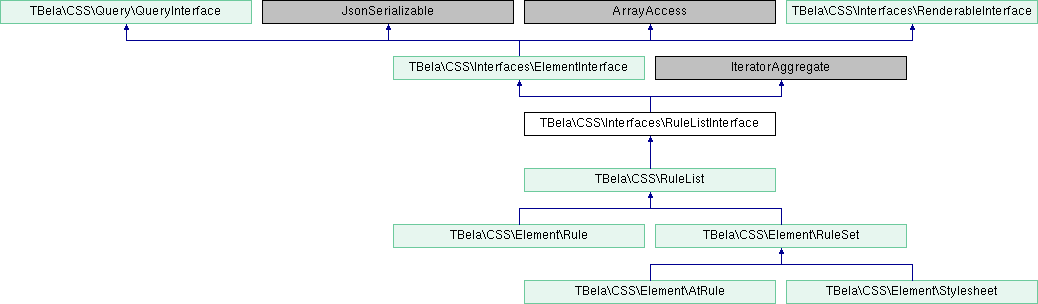 TBela\CSS\Query\QueryInterface
JsonSerializable
ArrayAccess
TBela\CSS\Interfaces\RenderableInterface
TBela\CSS\Interfaces\ElementInterface
IteratorAggregate
TBela\CSS\Interfaces\RuleListInterface
TBela\CSS\RuleList
TBela\CSS\Element\Rule
TBela\CSS\Element\RuleSet
TBela\CSS\Element\AtRule
TBela\CSS\Element\Stylesheet